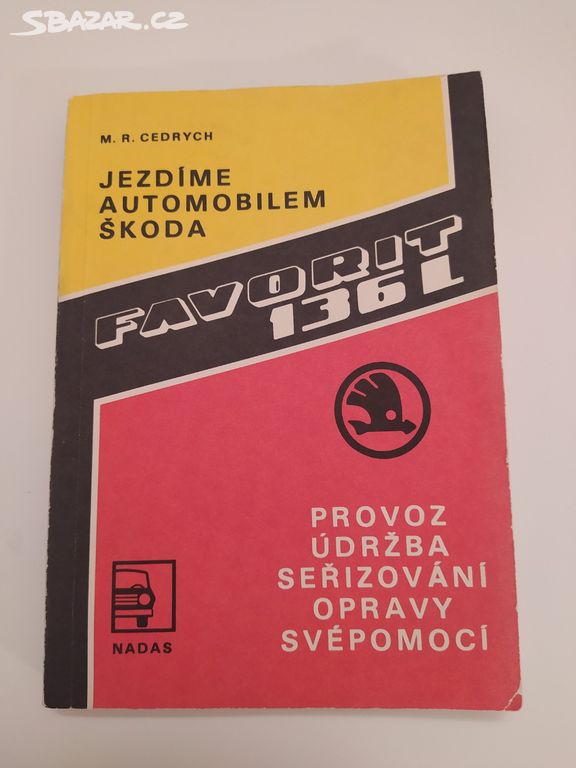 SBAZAR.CZ
M. R. CEDRYCH
JEZDÍME
AUTOMOBILEM
ŠKODA
FAVORIT
136 L
PROVOZ
ÚDRŽBA
SEŘIZOVÁNÍ
OPRAVY
SVÉPOMOCÍ
NADAS